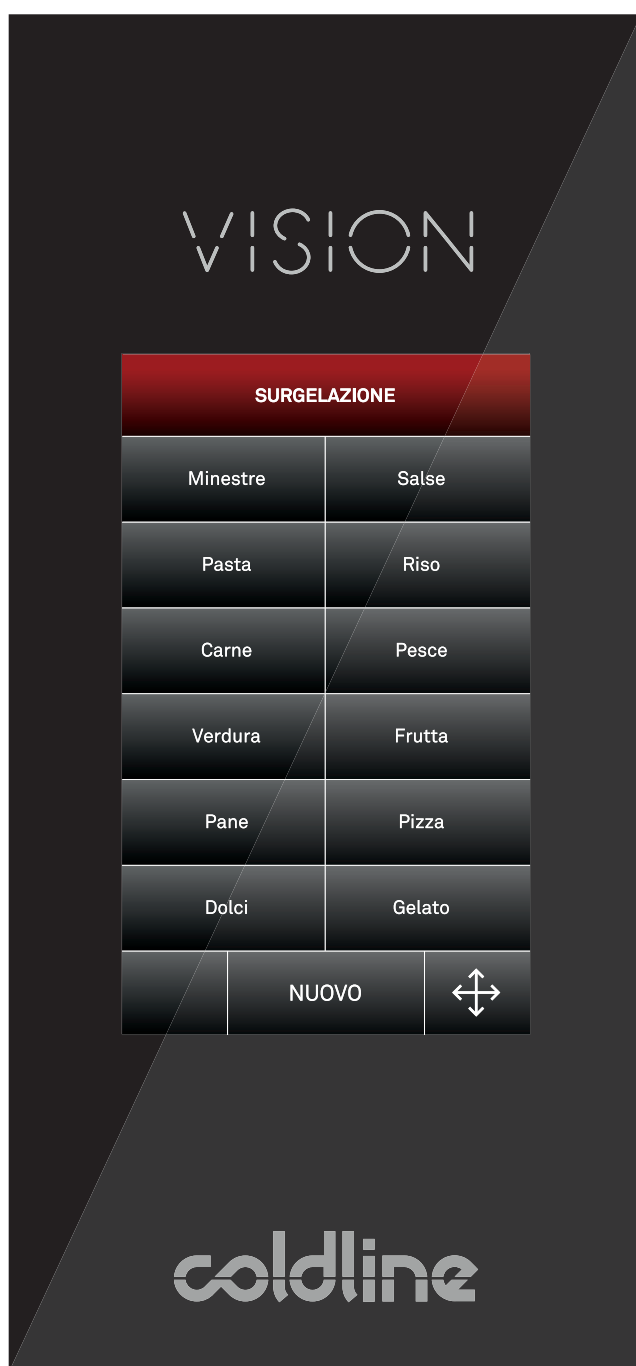 VISION
SURGELAZIONE
Minestre Salse
Pasta Riso
Carne Pesce
Verdura Frutta
Pane Pizza
Dolci Gelato
NUOVO
coldline